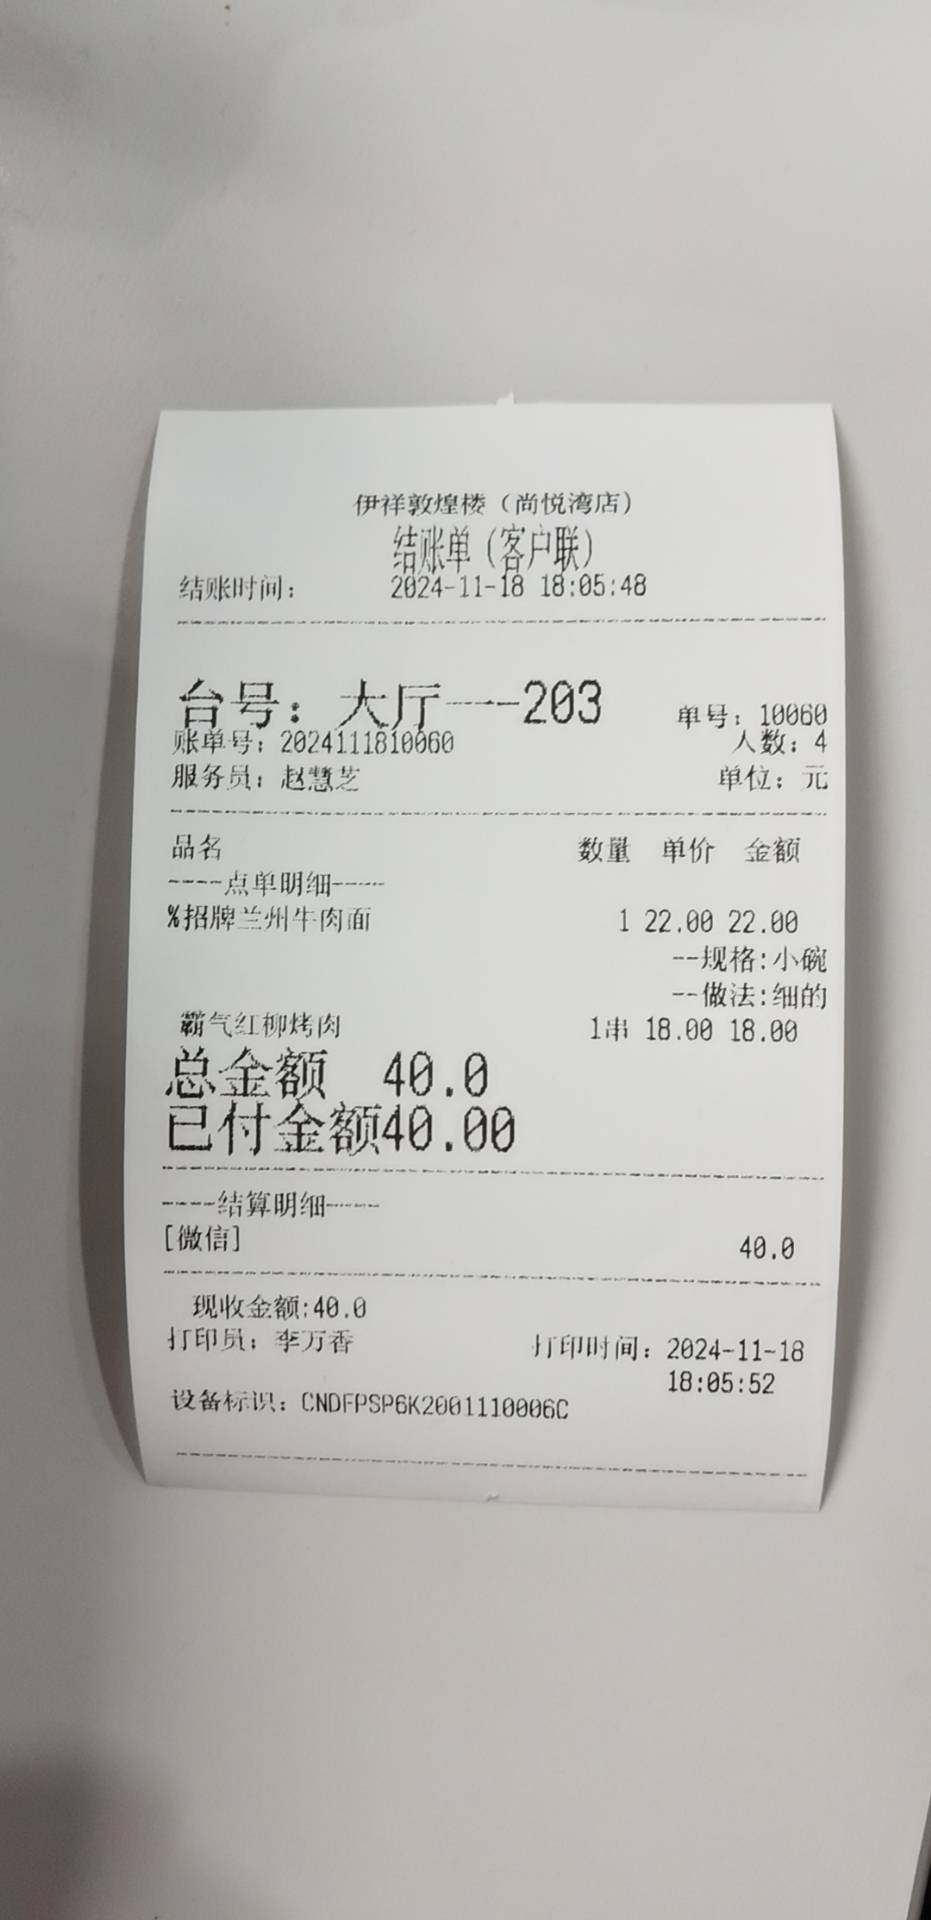 伊祥敦煌楼（尚悦湾店）
结账单（客户联）
结账时间： 2024-11-18 18:05:48
台号：大厅---203 单号：10060
账单号：2024111810060 人数：4
服务员：赵慧芝 单位：元
品名 数量 单价 金额
----点单明细----
%招牌兰州牛肉面 1 22.00 22.00
--规格:小碗
--做法:细的
霸气红柳烤肉 1串 18.00 18.00
总金额 40.0
已付金额40.00
----结算明细----
[微信] 40.0
现收金额:40.0
打印员：李万香 打印时间：2024-11-18
18:05:52
设备标识：CNDFPSP6K2001110006C